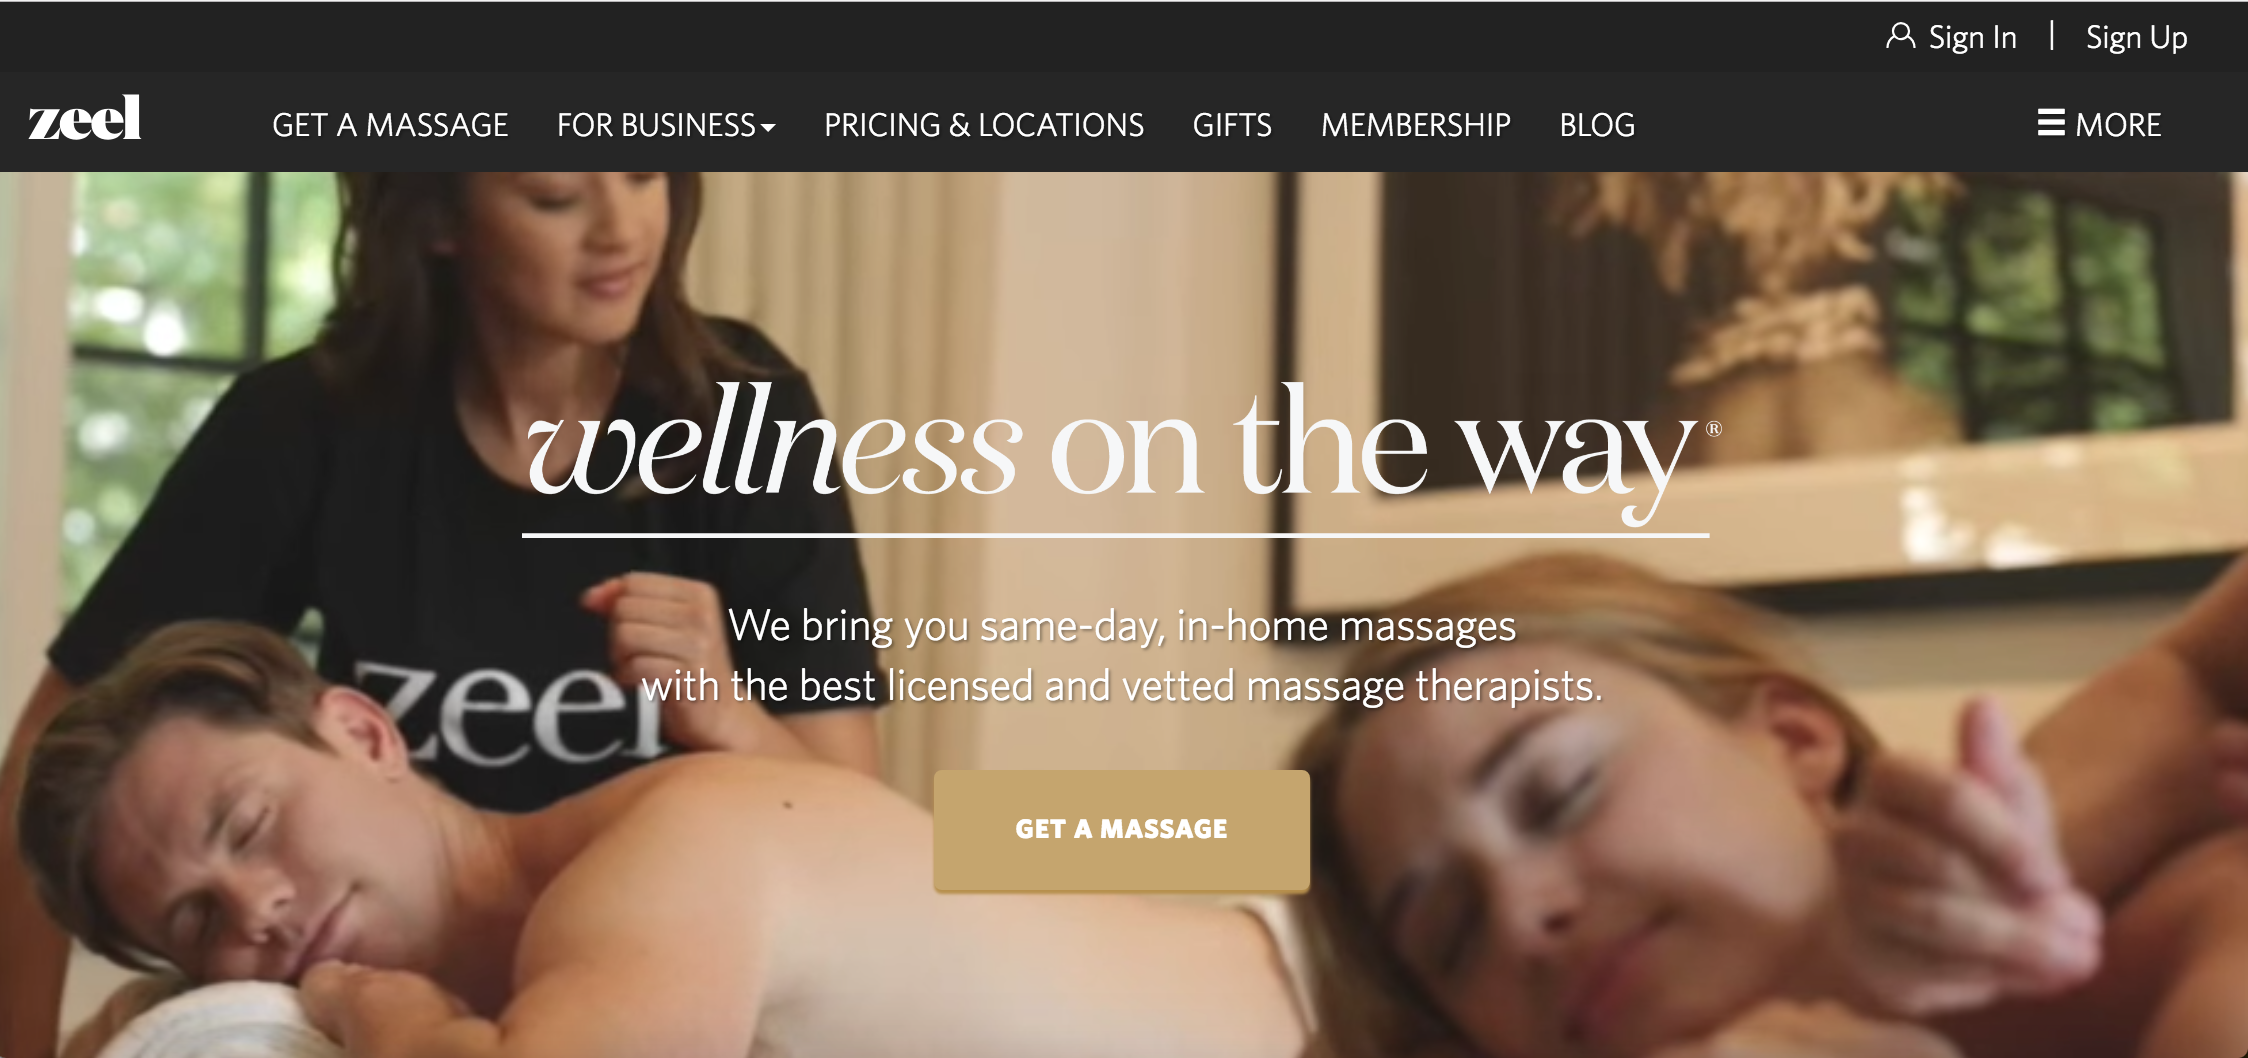 Sign In | Sign Up
zeel GET A MASSAGE FOR BUSINESS PRICING & LOCATIONS GIFTS MEMBERSHIP BLOG MORE
wellness on the way®
We bring you same-day, in-home massages
with the best licensed and vetted massage therapists.
zeel
GET A MASSAGE